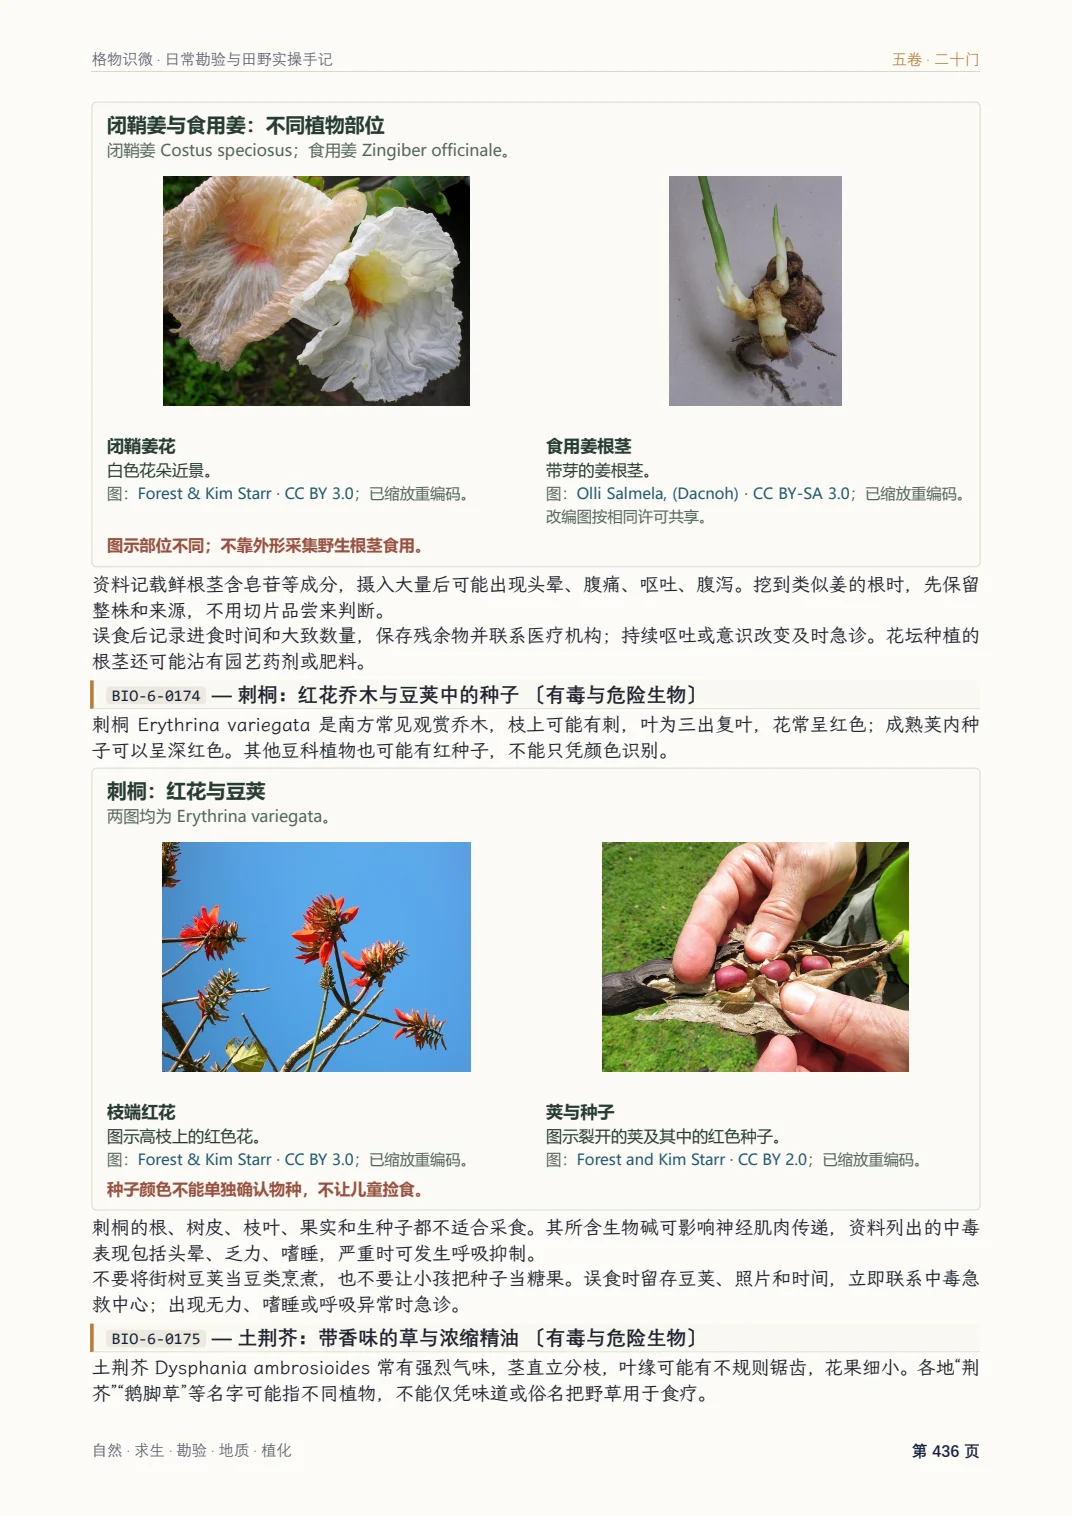 格物识微 · 日常勘验与田野实操手记
五卷 · 二十门
闭鞘姜与食用姜：不同植物部位
闭鞘姜 Costus speciosus；食用姜 Zingiber officinale。
闭鞘姜花
白色花朵近景。
图：Forest & Kim Starr · CC BY 3.0；已缩放重编码。
食用姜根茎
带芽的姜根茎。
图：Olli Salmela, (Dacnoh) · CC BY-SA 3.0；已缩放重编码。
改编图按相同许可共享。
图示部位不同；不靠外形采集野生根茎食用。
资料记载鲜根茎含皂苷等成分，摄入大量后可能出现头晕、腹痛、呕吐、腹泻。挖到类似姜的根时，先保留
整株和来源，不用切片品尝来判断。
误食后记录进食时间和大致数量，保存残余物并联系医疗机构；持续呕吐或意识改变及时急诊。花坛种植的
根茎还可能沾有园艺药剂或肥料。
BIO-6-0174 — 刺桐：红花乔木与豆荚中的种子 〔有毒与危险生物〕
刺桐 Erythrina variegata 是南方常见观赏乔木，枝上可能有刺，叶为三出复叶，花常呈红色；成熟荚内种
子可以呈深红色。其他豆科植物也可能有红种子，不能只凭颜色识别。
刺桐：红花与豆荚
两图均为 Erythrina variegata。
枝端红花
图示高枝上的红色花。
图：Forest & Kim Starr · CC BY 3.0；已缩放重编码。
荚与种子
图示裂开的荚及其中的红色种子。
图：Forest and Kim Starr · CC BY 2.0；已缩放重编码。
种子颜色不能单独确认物种，不让儿童捡食。
刺桐的根、树皮、枝叶、果实和生种子都不适合采食。其所含生物碱可影响神经肌肉传递，资料列出的中毒
表现包括头晕、乏力、嗜睡，严重时可发生呼吸抑制。
不要将街树豆荚当豆类烹煮，也不要让小孩把种子当糖果。误食时留存豆荚、照片和时间，立即联系中毒急
救中心；出现无力、嗜睡或呼吸异常时急诊。
BIO-6-0175 — 土荆芥：带香味的草与浓缩精油 〔有毒与危险生物〕
土荆芥 Dysphania ambrosioides 常有强烈气味，茎直立分枝，叶缘可能有不规则锯齿，花果细小。各地“荆
芥”“鹅脚草”等名字可能指不同植物，不能仅凭味道或俗名把野草用于食疗。
自然 · 求生 · 勘验 · 地质 · 植化
第 436 页